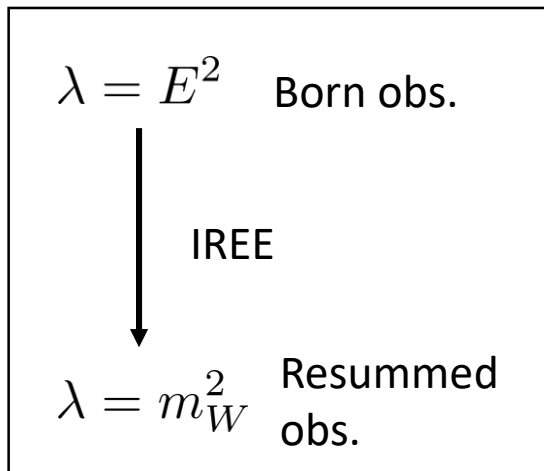 λ = E² Born obs.
IREE
λ = m_W² Resummed
obs.